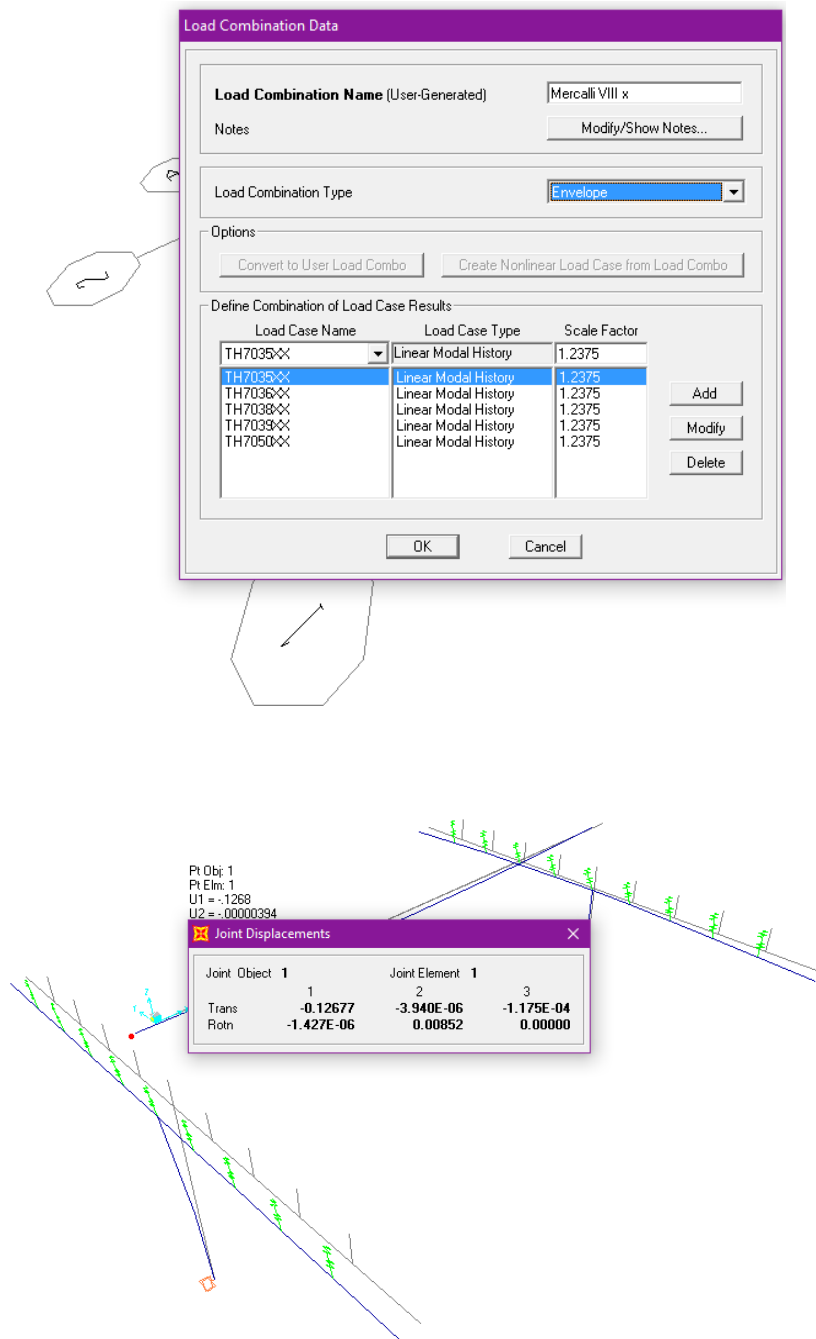 Load Combination Data
Load Combination Name (User-Generated) Mercalli VIII x
Notes Modify/Show Notes...
Load Combination Type Envelope
Options
Convert to User Load Combo Create Nonlinear Load Case from Load Combo
Define Combination of Load Case Results
Load Case Name Load Case Type Scale Factor
TH7035XX Linear Modal History 1.2375
TH7035XX Linear Modal History 1.2375
TH7036XX Linear Modal History 1.2375
TH7038XX Linear Modal History 1.2375
TH7039XX Linear Modal History 1.2375
TH7050XX Linear Modal History 1.2375
Add
Modify
Delete
OK Cancel
Pt Obj: 1
Pt Elm: 1
U1 = -.1268
U2 = -.00000394
Joint Displacements
Joint Object 1 Joint Element 1
1 2 3
Trans -0.12677 -3.940E-06 -1.175E-04
Rotn -1.427E-06 0.00852 0.00000